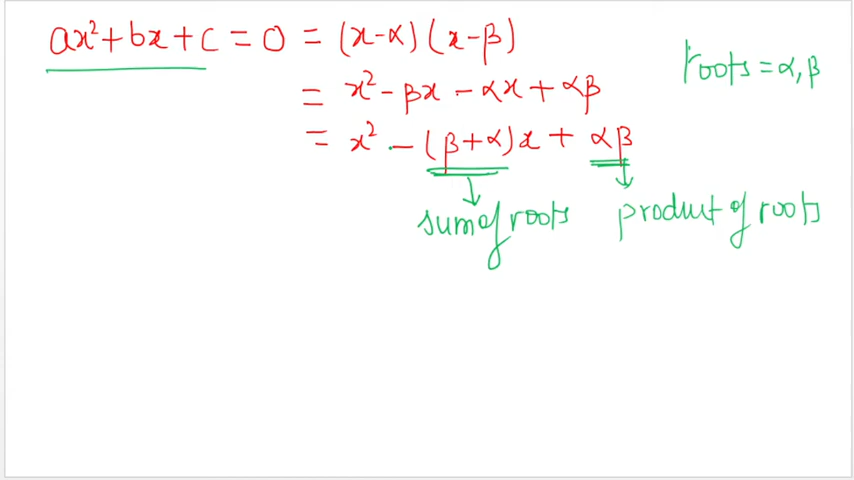 ax² + bx + c = 0 = (x-α) (x-β)
roots = α, β
= x² - βx - αx + αβ
= x² - (β+α)x + αβ
sum of roots
product of roots